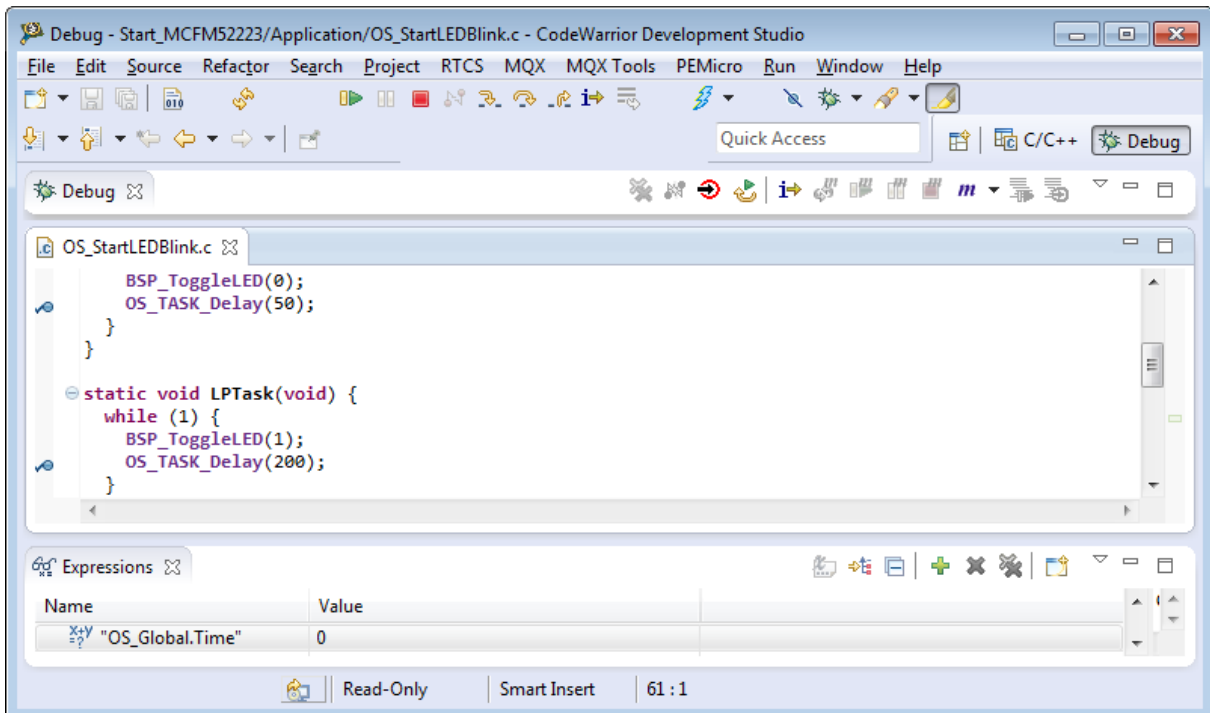 Debug - Start_MCFM52223/Application/OS_StartLEDBlink.c - CodeWarrior Development Studio
File Edit Source Refactor Search Project RTCS MQX MQX Tools PEMicro Run Window Help
Quick Access
C/C++ Debug
Debug
OS_StartLEDBlink.c
BSP_ToggleLED(0);
OS_TASK_Delay(50);
}
}
static void LPTask(void) {
while (1) {
BSP_ToggleLED(1);
OS_TASK_Delay(200);
}
Expressions
Name Value
"OS_Global.Time" 0
Read-Only Smart Insert 61 : 1